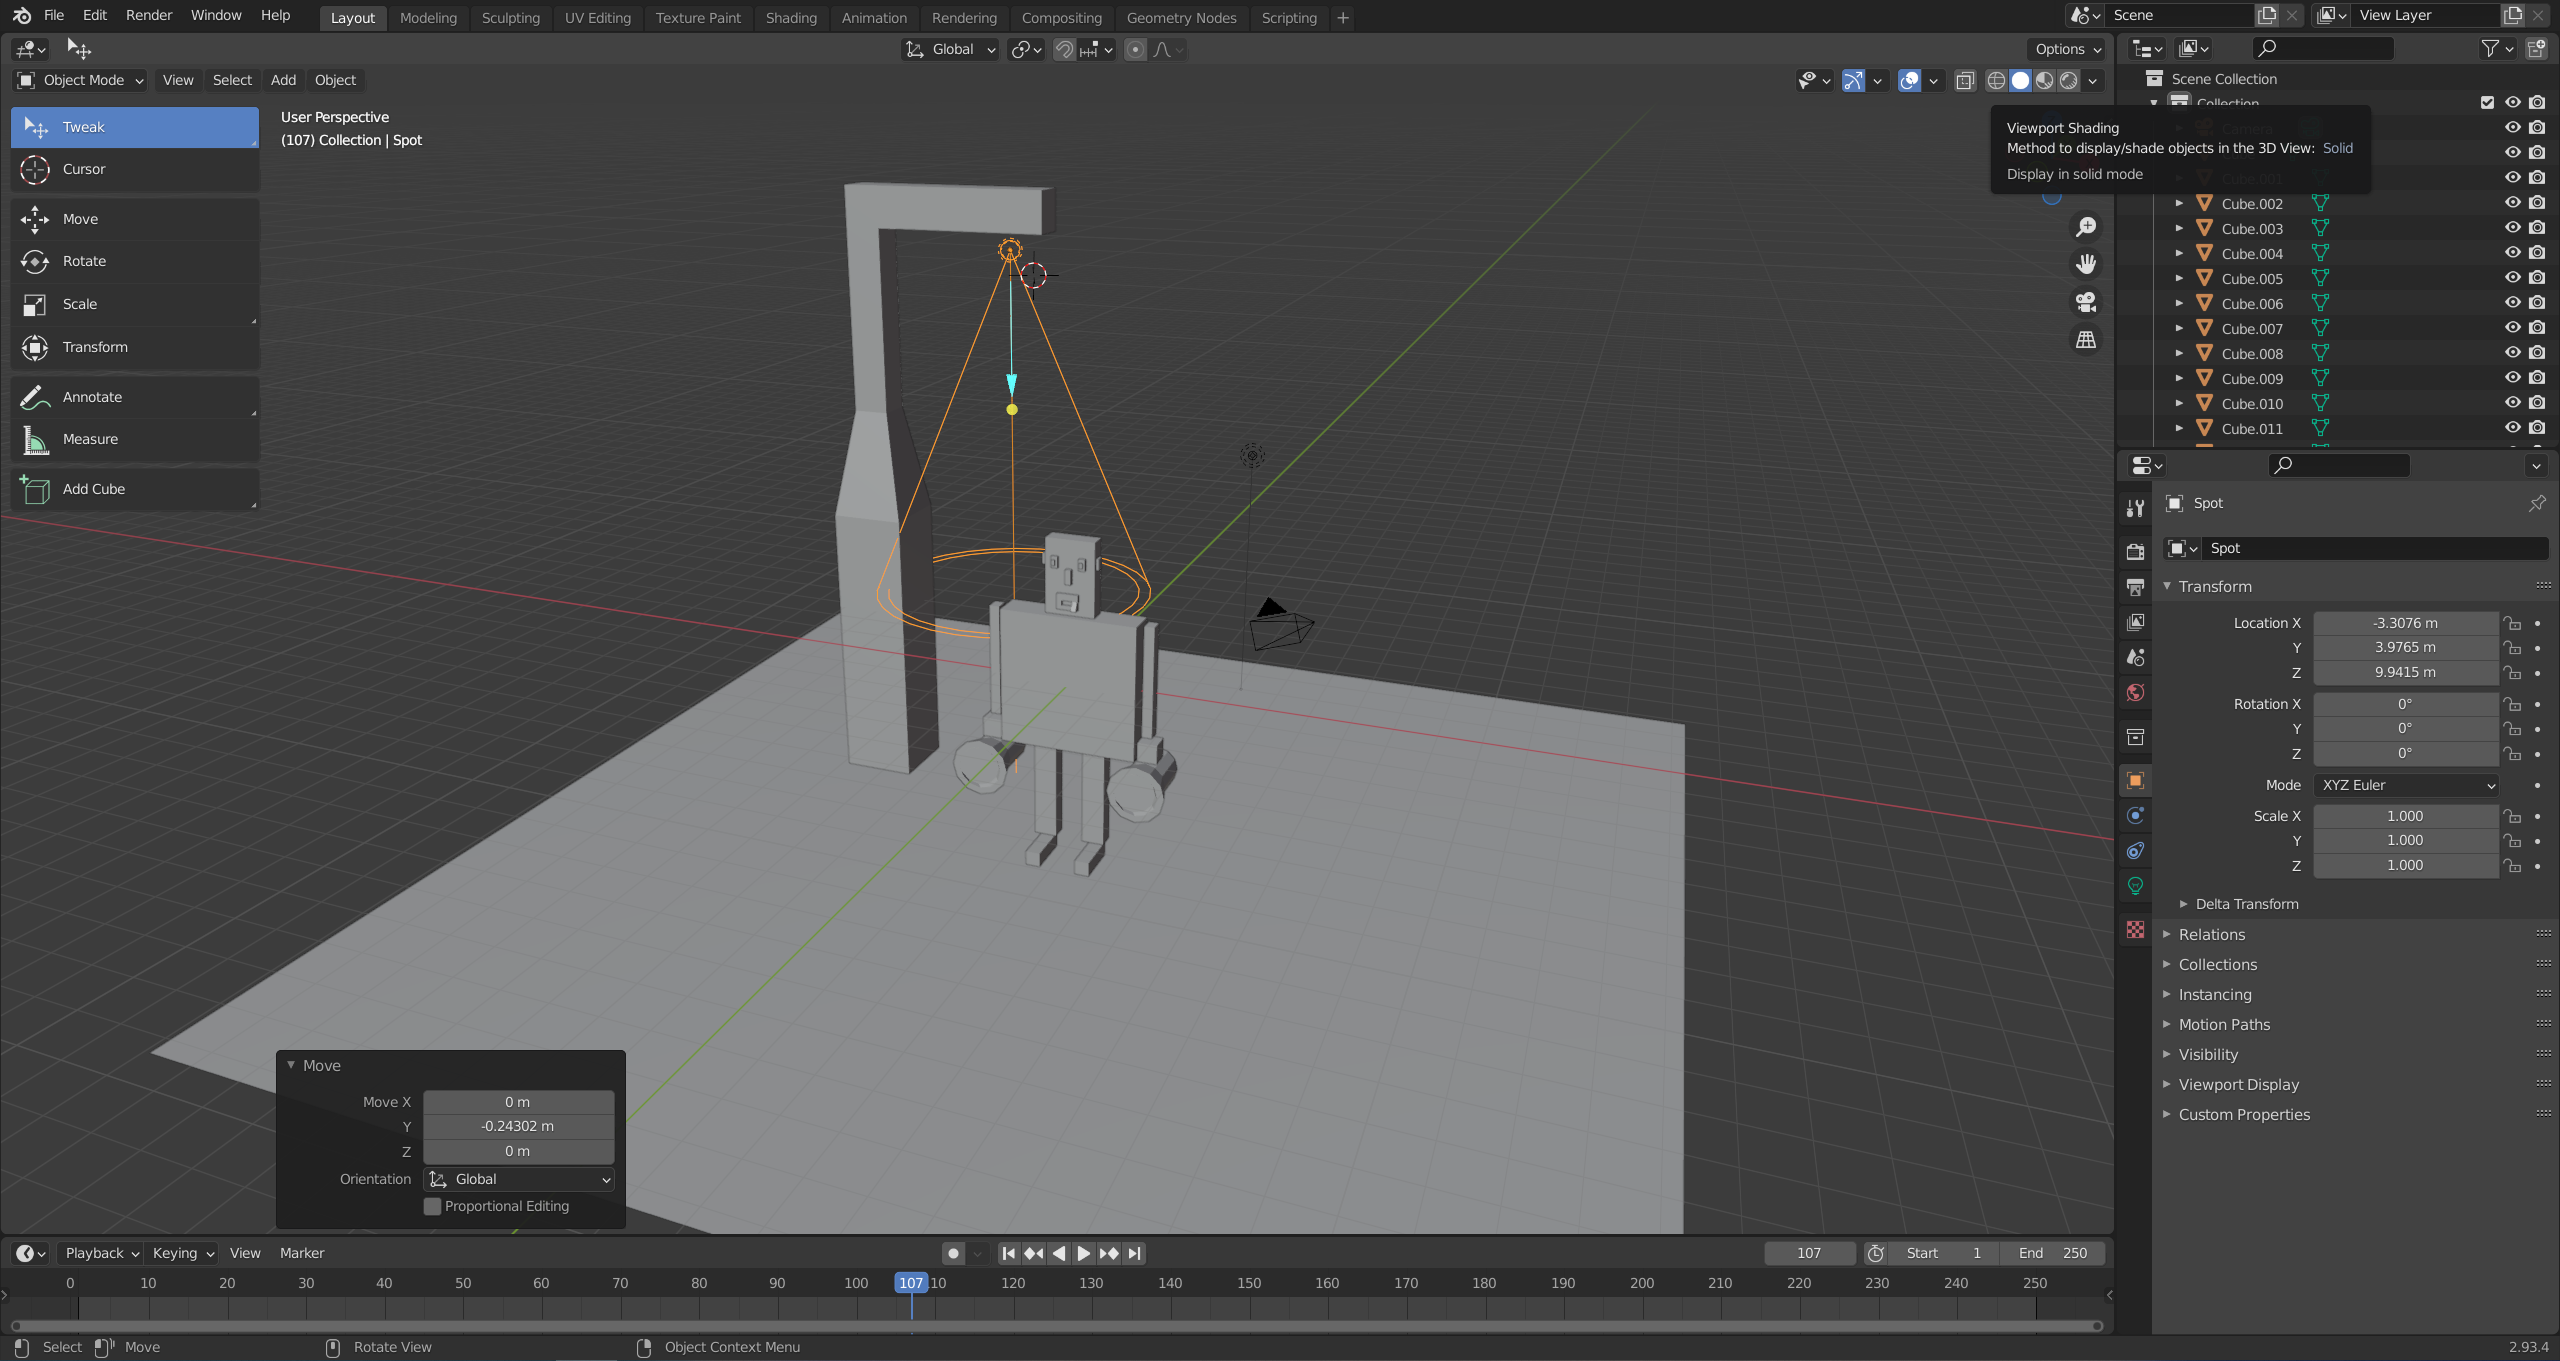 File Edit Render Window Help Layout Modeling Sculpting UV Editing Texture Paint Shading Animation Rendering Compositing Geometry Nodes Scripting + Scene View Layer
Global Options
Object Mode View Select Add Object
User Perspective
(107) Collection | Spot
Tweak
Cursor
Move
Rotate
Scale
Transform
Annotate
Measure
Add Cube
Scene Collection
Collection
Camera
Viewport Shading
Method to display/shade objects in the 3D View: Solid
Display in solid mode
Cube.001
Cube.002
Cube.003
Cube.004
Cube.005
Cube.006
Cube.007
Cube.008
Cube.009
Cube.010
Cube.011
Spot
Spot
Transform
Location X -3.3076 m
Y 3.9765 m
Z 9.9415 m
Rotation X 0°
Y 0°
Z 0°
Mode XYZ Euler
Scale X 1.000
Y 1.000
Z 1.000
Delta Transform
Relations
Collections
Instancing
Motion Paths
Visibility
Viewport Display
Custom Properties
Move
Move X 0 m
Y -0.24302 m
Z 0 m
Orientation Global
Proportional Editing
Playback Keying View Marker 107 Start 1 End 250
0 10 20 30 40 50 60 70 80 90 100 107 10 120 130 140 150 160 170 180 190 200 210 220 230 240 250
Select Move Rotate View Object Context Menu 2.93.4